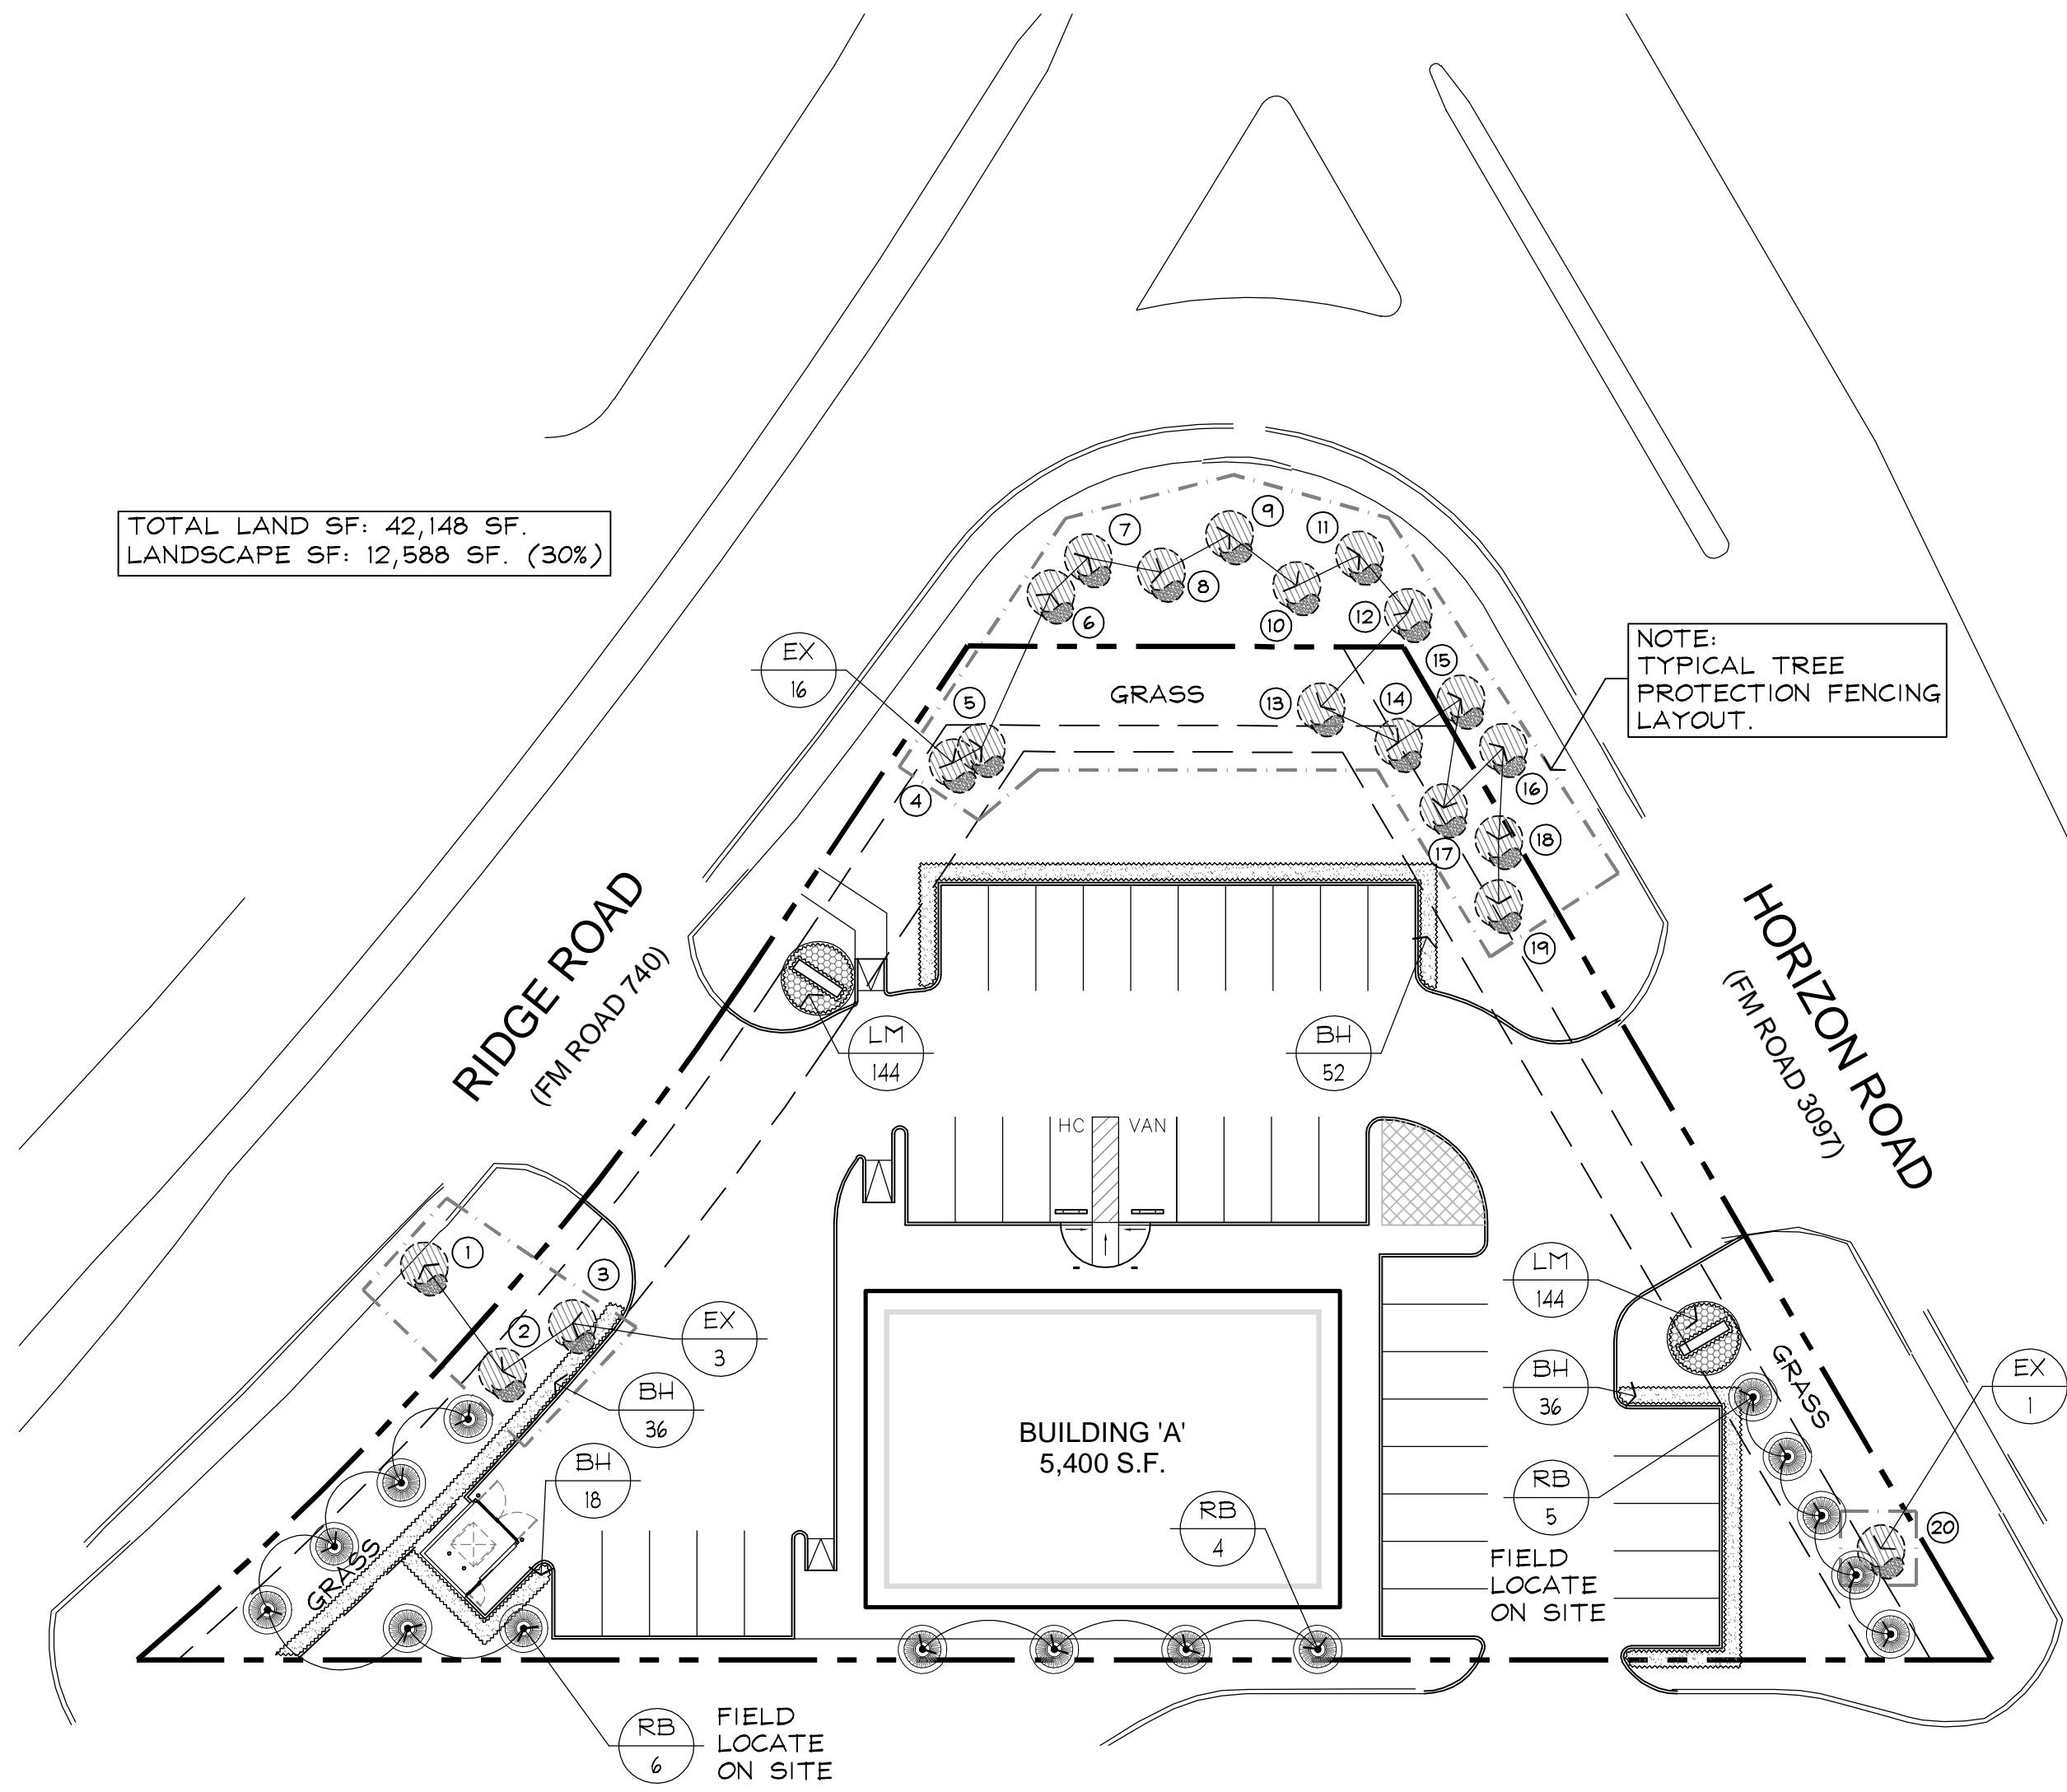 TOTAL LAND SF: 42,148 SF.
LANDSCAPE SF: 12,588 SF. (30%)
7
9
11
8
6
10
12
EX
16
5
GRASS
13
14
15
NOTE:
TYPICAL TREE
PROTECTION FENCING
LAYOUT.
4
16
17
18
19
RIDGE ROAD
(FM ROAD 740)
HORIZON ROAD
(FM ROAD 3097)
LM
144
BH
52
HC
VAN
1
3
2
EX
3
BH
36
BH
18
GRASS
LM
144
BH
36
GRASS
EX
1
BUILDING 'A'
5,400 S.F.
RB
4
RB
5
FIELD
LOCATE
ON SITE
20
RB
6
FIELD
LOCATE
ON SITE